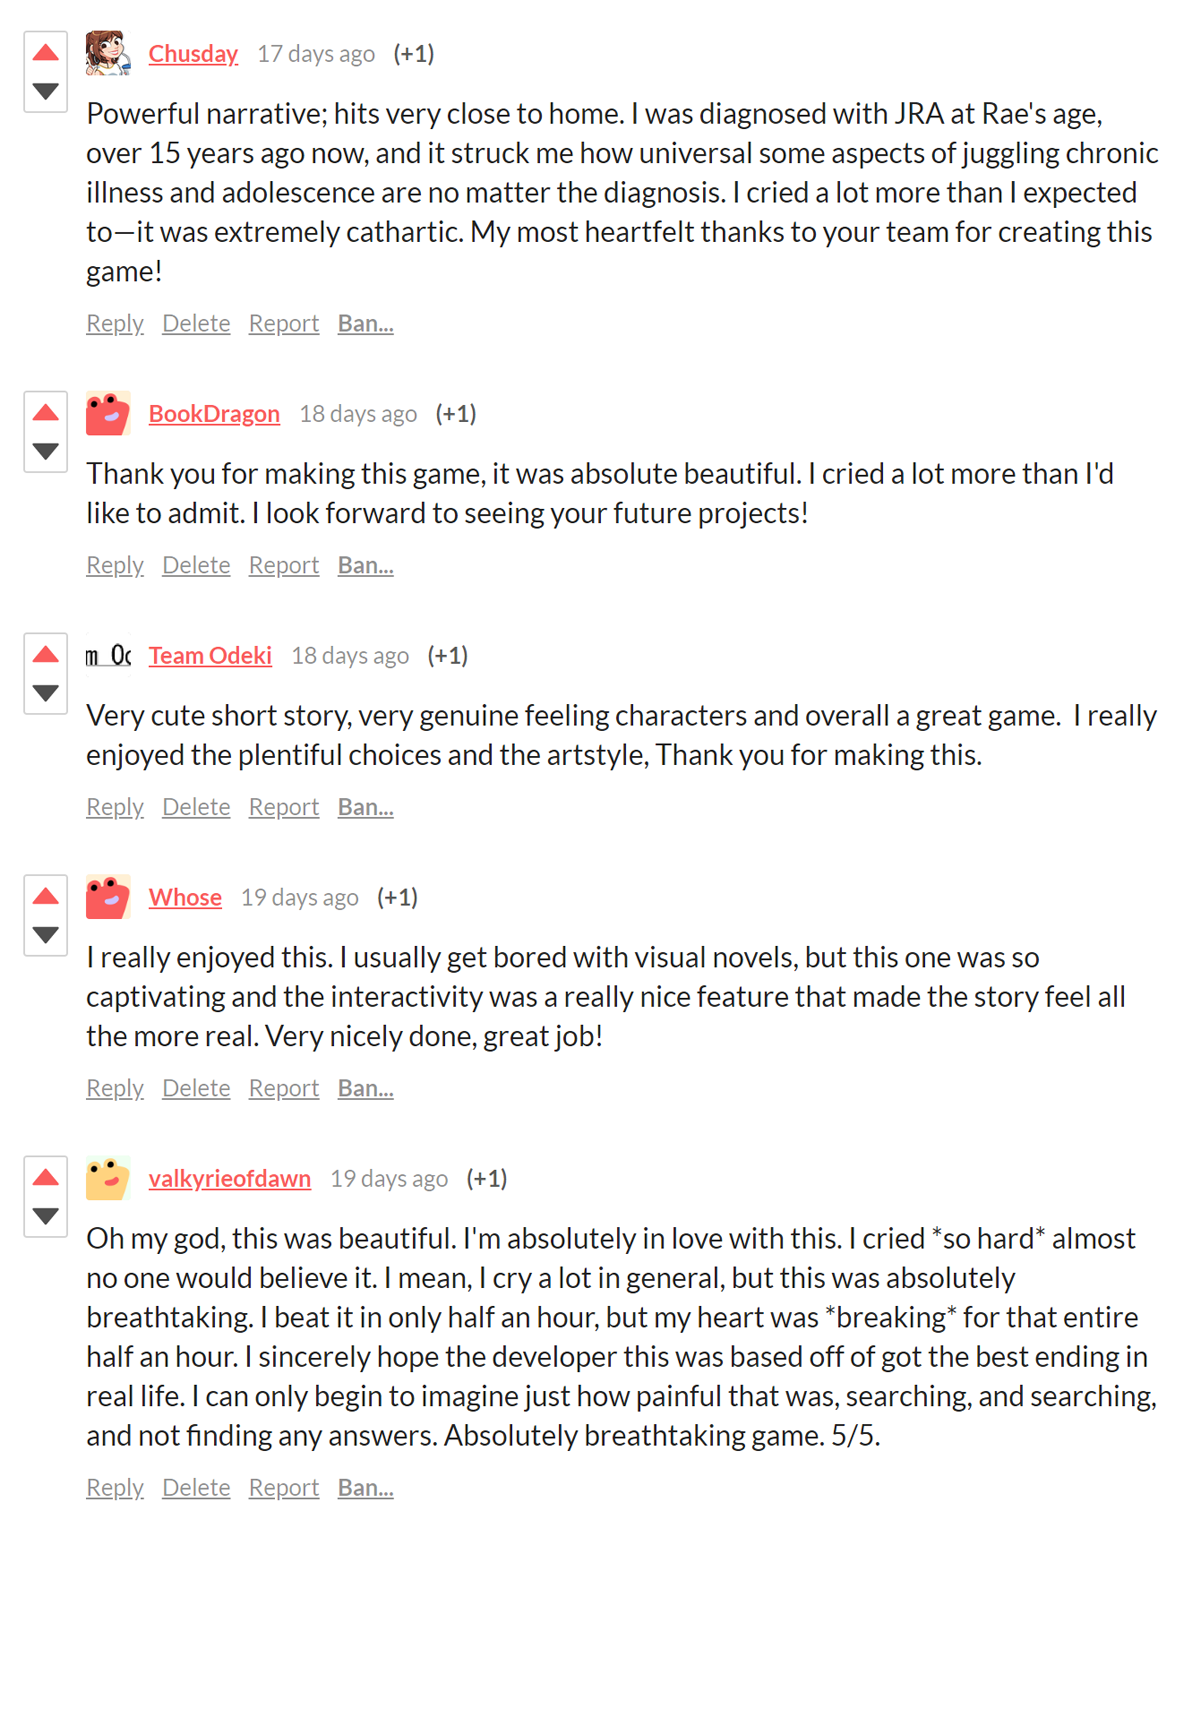 Chusday 17 days ago (+1)
Powerful narrative; hits very close to home. I was diagnosed with JRA at Rae's age,
over 15 years ago now, and it struck me how universal some aspects of juggling chronic
illness and adolescence are no matter the diagnosis. I cried a lot more than I expected
to—it was extremely cathartic. My most heartfelt thanks to your team for creating this
game!
Reply Delete Report Ban...
BookDragon 18 days ago (+1)
Thank you for making this game, it was absolute beautiful. I cried a lot more than I'd
like to admit. I look forward to seeing your future projects!
Reply Delete Report Ban...
m Oc Team Odeki 18 days ago (+1)
Very cute short story, very genuine feeling characters and overall a great game.  I really
enjoyed the plentiful choices and the artstyle, Thank you for making this.
Reply Delete Report Ban...
Whose 19 days ago (+1)
I really enjoyed this. I usually get bored with visual novels, but this one was so
captivating and the interactivity was a really nice feature that made the story feel all
the more real. Very nicely done, great job!
Reply Delete Report Ban...
valkyrieofdawn 19 days ago (+1)
Oh my god, this was beautiful. I'm absolutely in love with this. I cried *so hard* almost
no one would believe it. I mean, I cry a lot in general, but this was absolutely
breathtaking. I beat it in only half an hour, but my heart was *breaking* for that entire
half an hour. I sincerely hope the developer this was based off of got the best ending in
real life. I can only begin to imagine just how painful that was, searching, and searching,
and not finding any answers. Absolutely breathtaking game. 5/5.
Reply Delete Report Ban...